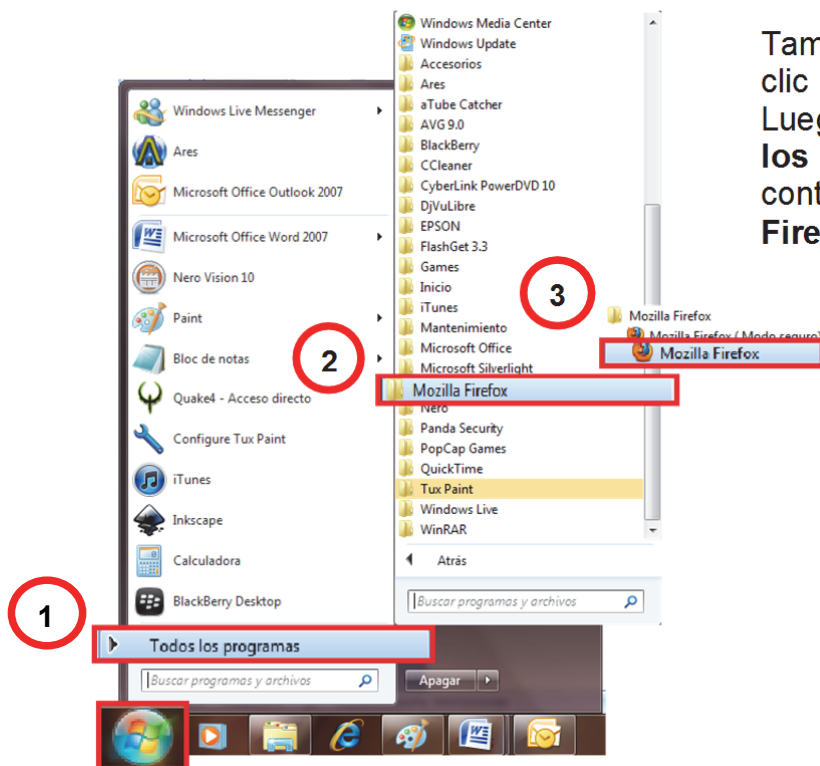 Windows Live Messenger
Ares
Microsoft Office Outlook 2007
Microsoft Office Word 2007
Nero Vision 10
Paint
Bloc de notas
Quake4 - Acceso directo
Configure Tux Paint
iTunes
Inkscape
Calculadora
BlackBerry Desktop
1
Todos los programas
Buscar programas y archivos
Apagar
2
Windows Media Center
Windows Update
Accesorios
Ares
aTube Catcher
AVG 9.0
BlackBerry
CCleaner
CyberLink PowerDVD 10
DjVuLibre
EPSON
FlashGet 3.3
Games
Inicio
iTunes
Mantenimiento
Microsoft Office
Microsoft Silverlight
Mozilla Firefox
Nero
Panda Security
PopCap Games
QuickTime
Tux Paint
Windows Live
WinRAR
Atrás
Buscar programas y archivos
3
Mozilla Firefox
Mozilla Firefox ( Modo seguro)
Mozilla Firefox
Tam
clic
Lueg
los
cont
Fire